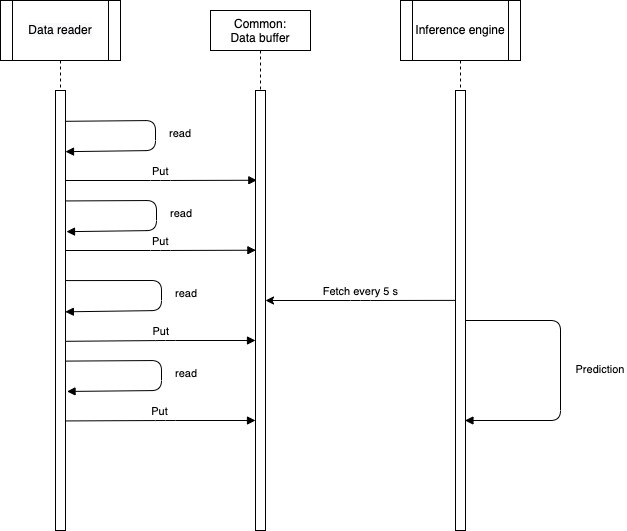 Data reader
Common:
Data buffer
Inference engine
read
Put
read
Put
read
Fetch every 5 s
Put
Prediction
read
Put